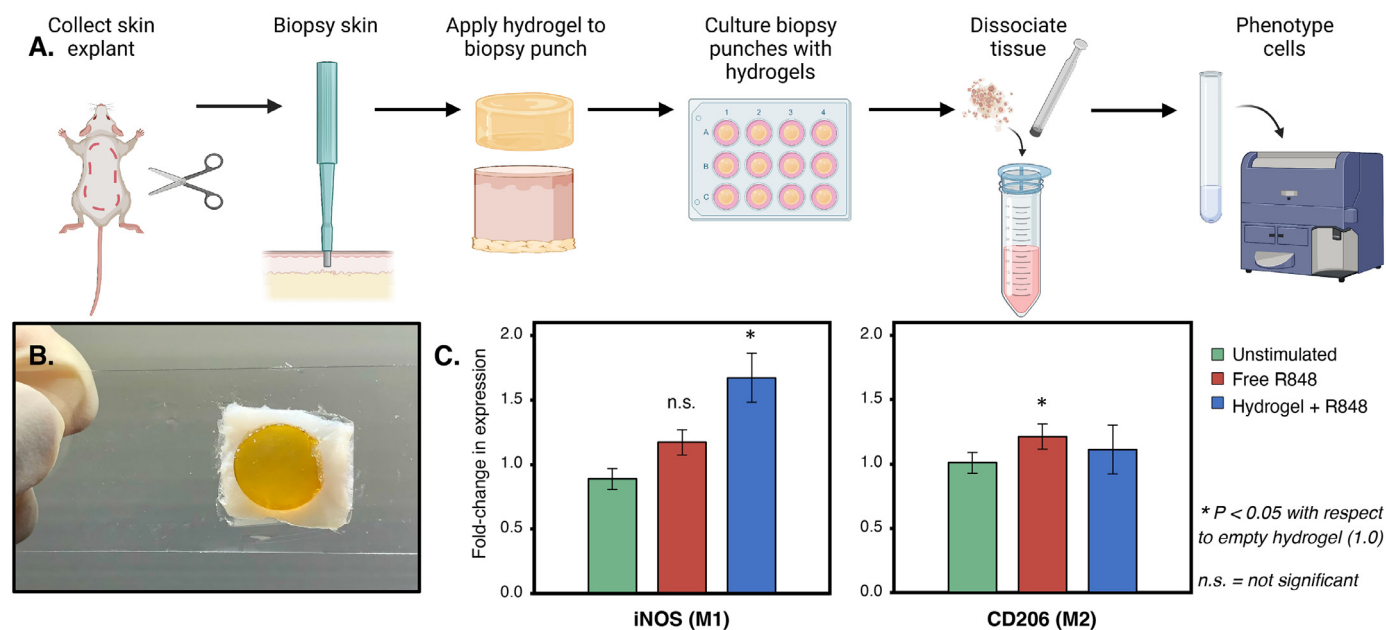 A.
Collect skin
explant
Biopsy skin
Apply hydrogel to
biopsy punch
Culture biopsy
punches with
hydrogels
Dissociate
tissue
Phenotype
cells
1 2 3 4
A
B
C
B.
C.
Fold-change in expression
2.0
1.5
1.0
0.5
0.0
n.s.
*
iNOS (M1)
2.0
1.5
1.0
0.5
0.0
*
CD206 (M2)
Unstimulated
Free R848
Hydrogel + R848
* P < 0.05 with respect
to empty hydrogel (1.0)
n.s. = not significant